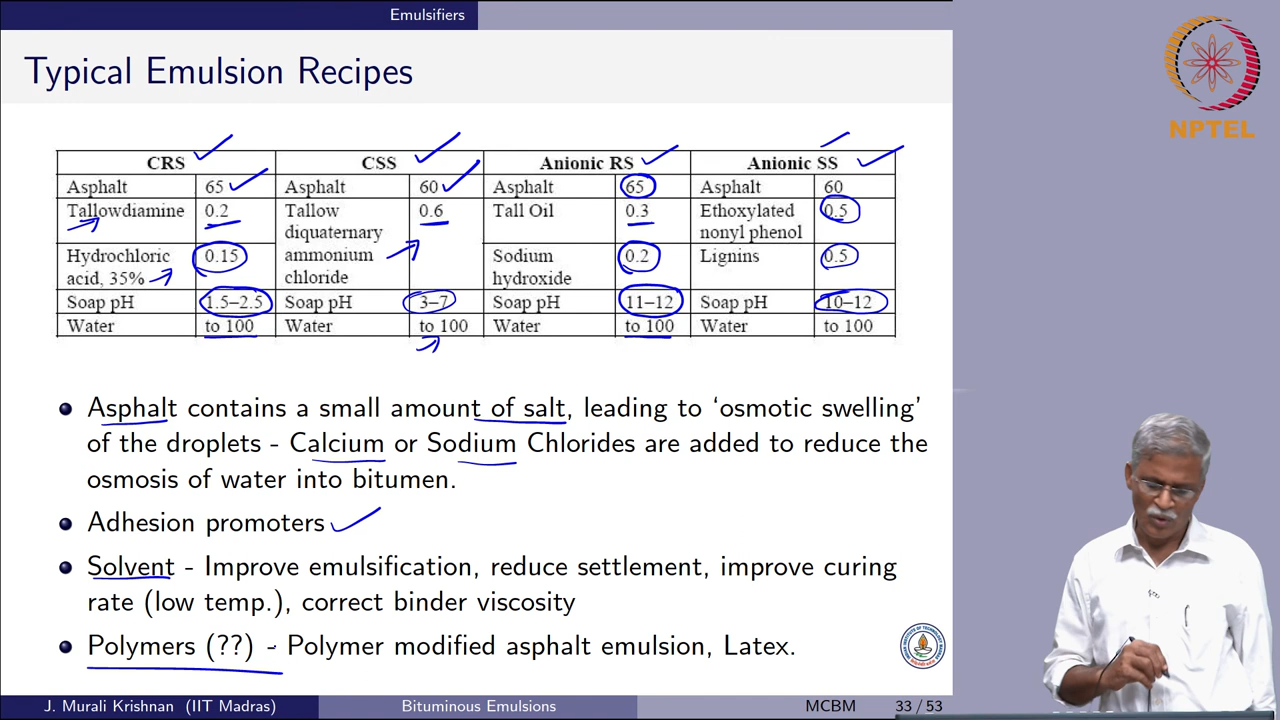 Emulsifiers
Typical Emulsion Recipes
NPTEL
CRS CSS Anionic RS Anionic SS
Asphalt 65 Asphalt 60 Asphalt 65 Asphalt 60
Tallowdiamine 0.2 Tallow 0.6 Tall Oil 0.3 Ethoxylated 0.5
diquaternary nonyl phenol
Hydrochloric 0.15 ammonium Sodium 0.2 Lignins 0.5
acid, 35% chloride hydroxide
Soap pH 1.5–2.5 Soap pH 3–7 Soap pH 11–12 Soap pH 10–12
Water to 100 Water to 100 Water to 100 Water to 100
Asphalt contains a small amount of salt, leading to ‘osmotic swelling’
of the droplets - Calcium or Sodium Chlorides are added to reduce the
osmosis of water into bitumen.
Adhesion promoters
Solvent - Improve emulsification, reduce settlement, improve curing
rate (low temp.), correct binder viscosity
Polymers (??) - Polymer modified asphalt emulsion, Latex.
J. Murali Krishnan (IIT Madras) Bituminous Emulsions MCBM 33 / 53